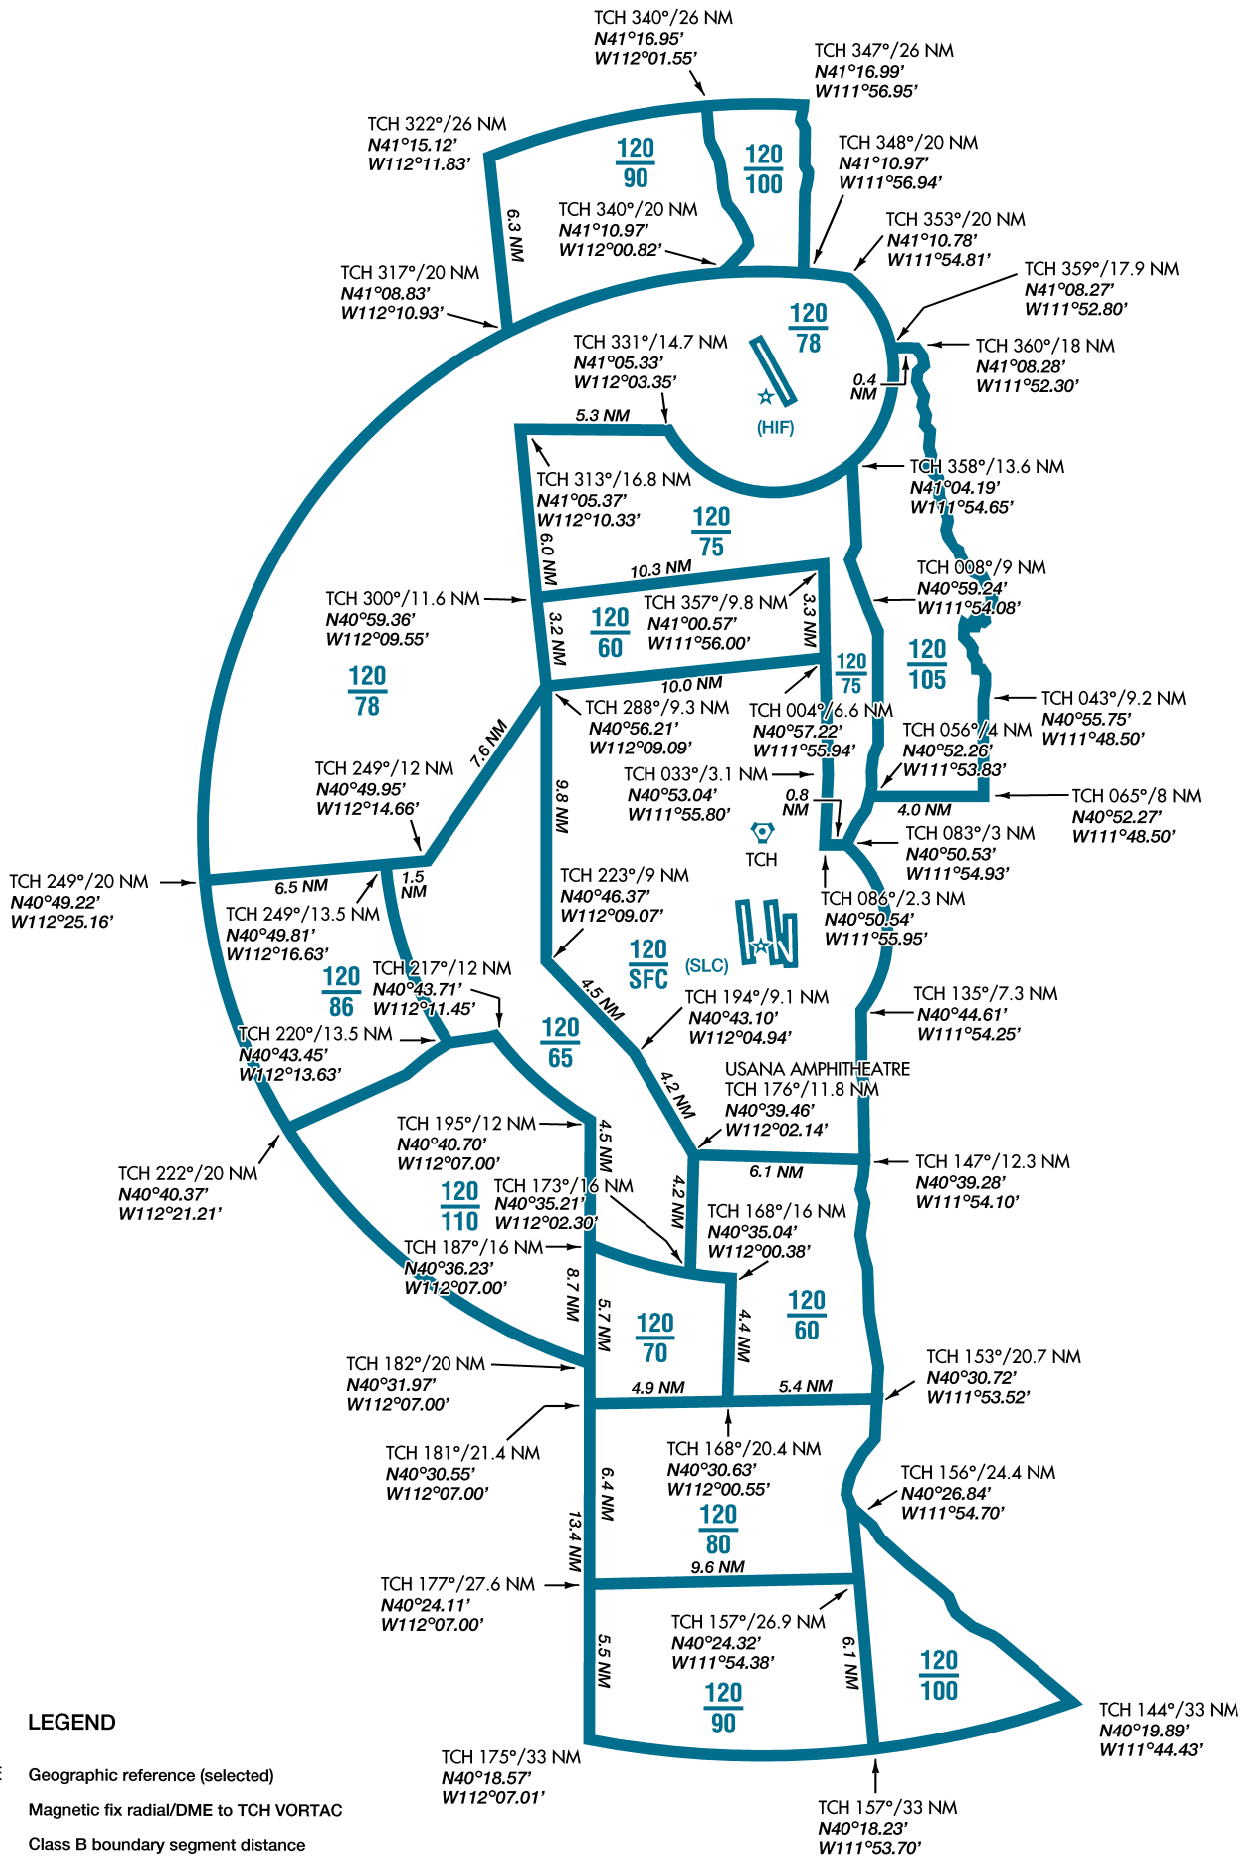 TCH 340°/26 NM
N41°16.95'
W112°01.55'
TCH 347°/26 NM
N41°16.99'
W111°56.95'
TCH 322°/26 NM
N41°15.12'
W112°11.83'
120
90
120
100
TCH 348°/20 NM
N41°10.97'
W111°56.94'
TCH 340°/20 NM
N41°10.97'
W112°00.82'
6.3 NM
TCH 353°/20 NM
N41°10.78'
W111°54.81'
TCH 317°/20 NM
N41°08.83'
W112°10.93'
TCH 359°/17.9 NM
N41°08.27'
W111°52.80'
120
78
TCH 331°/14.7 NM
N41°05.33'
W112°03.35'
TCH 360°/18 NM
N41°08.28'
W111°52.30'
0.4
NM
5.3 NM
(HIF)
TCH 313°/16.8 NM
N41°05.37'
W112°10.33'
TCH 358°/13.6 NM
N41°04.19'
W111°54.65'
120
75
6.0 NM
10.3 NM
TCH 008°/9 NM
N40°59.24'
W111°54.08'
TCH 300°/11.6 NM
N40°59.36'
W112°09.55'
3.2 NM
120
60
TCH 357°/9.8 NM
N41°00.57'
W111°56.00'
3.3 NM
120
78
120
75
120
105
10.0 NM
TCH 288°/9.3 NM
N40°56.21'
W112°09.09'
TCH 004°/6.6 NM
N40°57.22'
W111°55.94'
TCH 043°/9.2 NM
N40°55.75'
W111°48.50'
TCH 056°/4 NM
N40°52.26'
W111°53.83'
7.6 NM
TCH 249°/12 NM
N40°49.95'
W112°14.66'
9.8 NM
TCH 033°/3.1 NM
N40°53.04'
W111°55.80'
0.8
NM
4.0 NM
TCH 065°/8 NM
N40°52.27'
W111°48.50'
TCH
TCH 083°/3 NM
N40°50.53'
W111°54.93'
TCH 249°/20 NM
N40°49.22'
W112°25.16'
6.5 NM
1.5
NM
TCH 223°/9 NM
N40°46.37'
W112°09.07'
TCH 086°/2.3 NM
N40°50.54'
W111°55.95'
TCH 249°/13.5 NM
N40°49.81'
W112°16.63'
120
SFC
(SLC)
120
86
TCH 217°/12 NM
N40°43.71'
W112°11.45'
4.5 NM
TCH 194°/9.1 NM
N40°43.10'
W112°04.94'
TCH 135°/7.3 NM
N40°44.61'
W111°54.25'
TCH 220°/13.5 NM
N40°43.45'
W112°13.63'
120
65
USANA AMPHITHEATRE
TCH 176°/11.8 NM
N40°39.46'
W112°02.14'
4.2 NM
TCH 195°/12 NM
N40°40.70'
W112°07.00'
4.5 NM
6.1 NM
TCH 147°/12.3 NM
N40°39.28'
W111°54.10'
TCH 222°/20 NM
N40°40.37'
W112°21.21'
120
110
TCH 173°/16 NM
N40°35.21'
W112°02.30'
4.2 NM
TCH 168°/16 NM
N40°35.04'
W112°00.38'
TCH 187°/16 NM
N40°36.23'
W112°07.00'
8.7 NM
5.7 NM
120
70
4.4 NM
120
60
TCH 182°/20 NM
N40°31.97'
W112°07.00'
4.9 NM
5.4 NM
TCH 153°/20.7 NM
N40°30.72'
W111°53.52'
TCH 181°/21.4 NM
N40°30.55'
W112°07.00'
TCH 168°/20.4 NM
N40°30.63'
W112°00.55'
6.4 NM
TCH 156°/24.4 NM
N40°26.84'
W111°54.70'
120
80
13.4 NM
9.6 NM
TCH 177°/27.6 NM
N40°24.11'
W112°07.00'
TCH 157°/26.9 NM
N40°24.32'
W111°54.38'
5.5 NM
6.1 NM
120
90
120
100
TCH 144°/33 NM
N40°19.89'
W111°44.43'
TCH 175°/33 NM
N40°18.57'
W112°07.01'
TCH 157°/33 NM
N40°18.23'
W111°53.70'
LEGEND
Geographic reference (selected)
Magnetic fix radial/DME to TCH VORTAC
Class B boundary segment distance